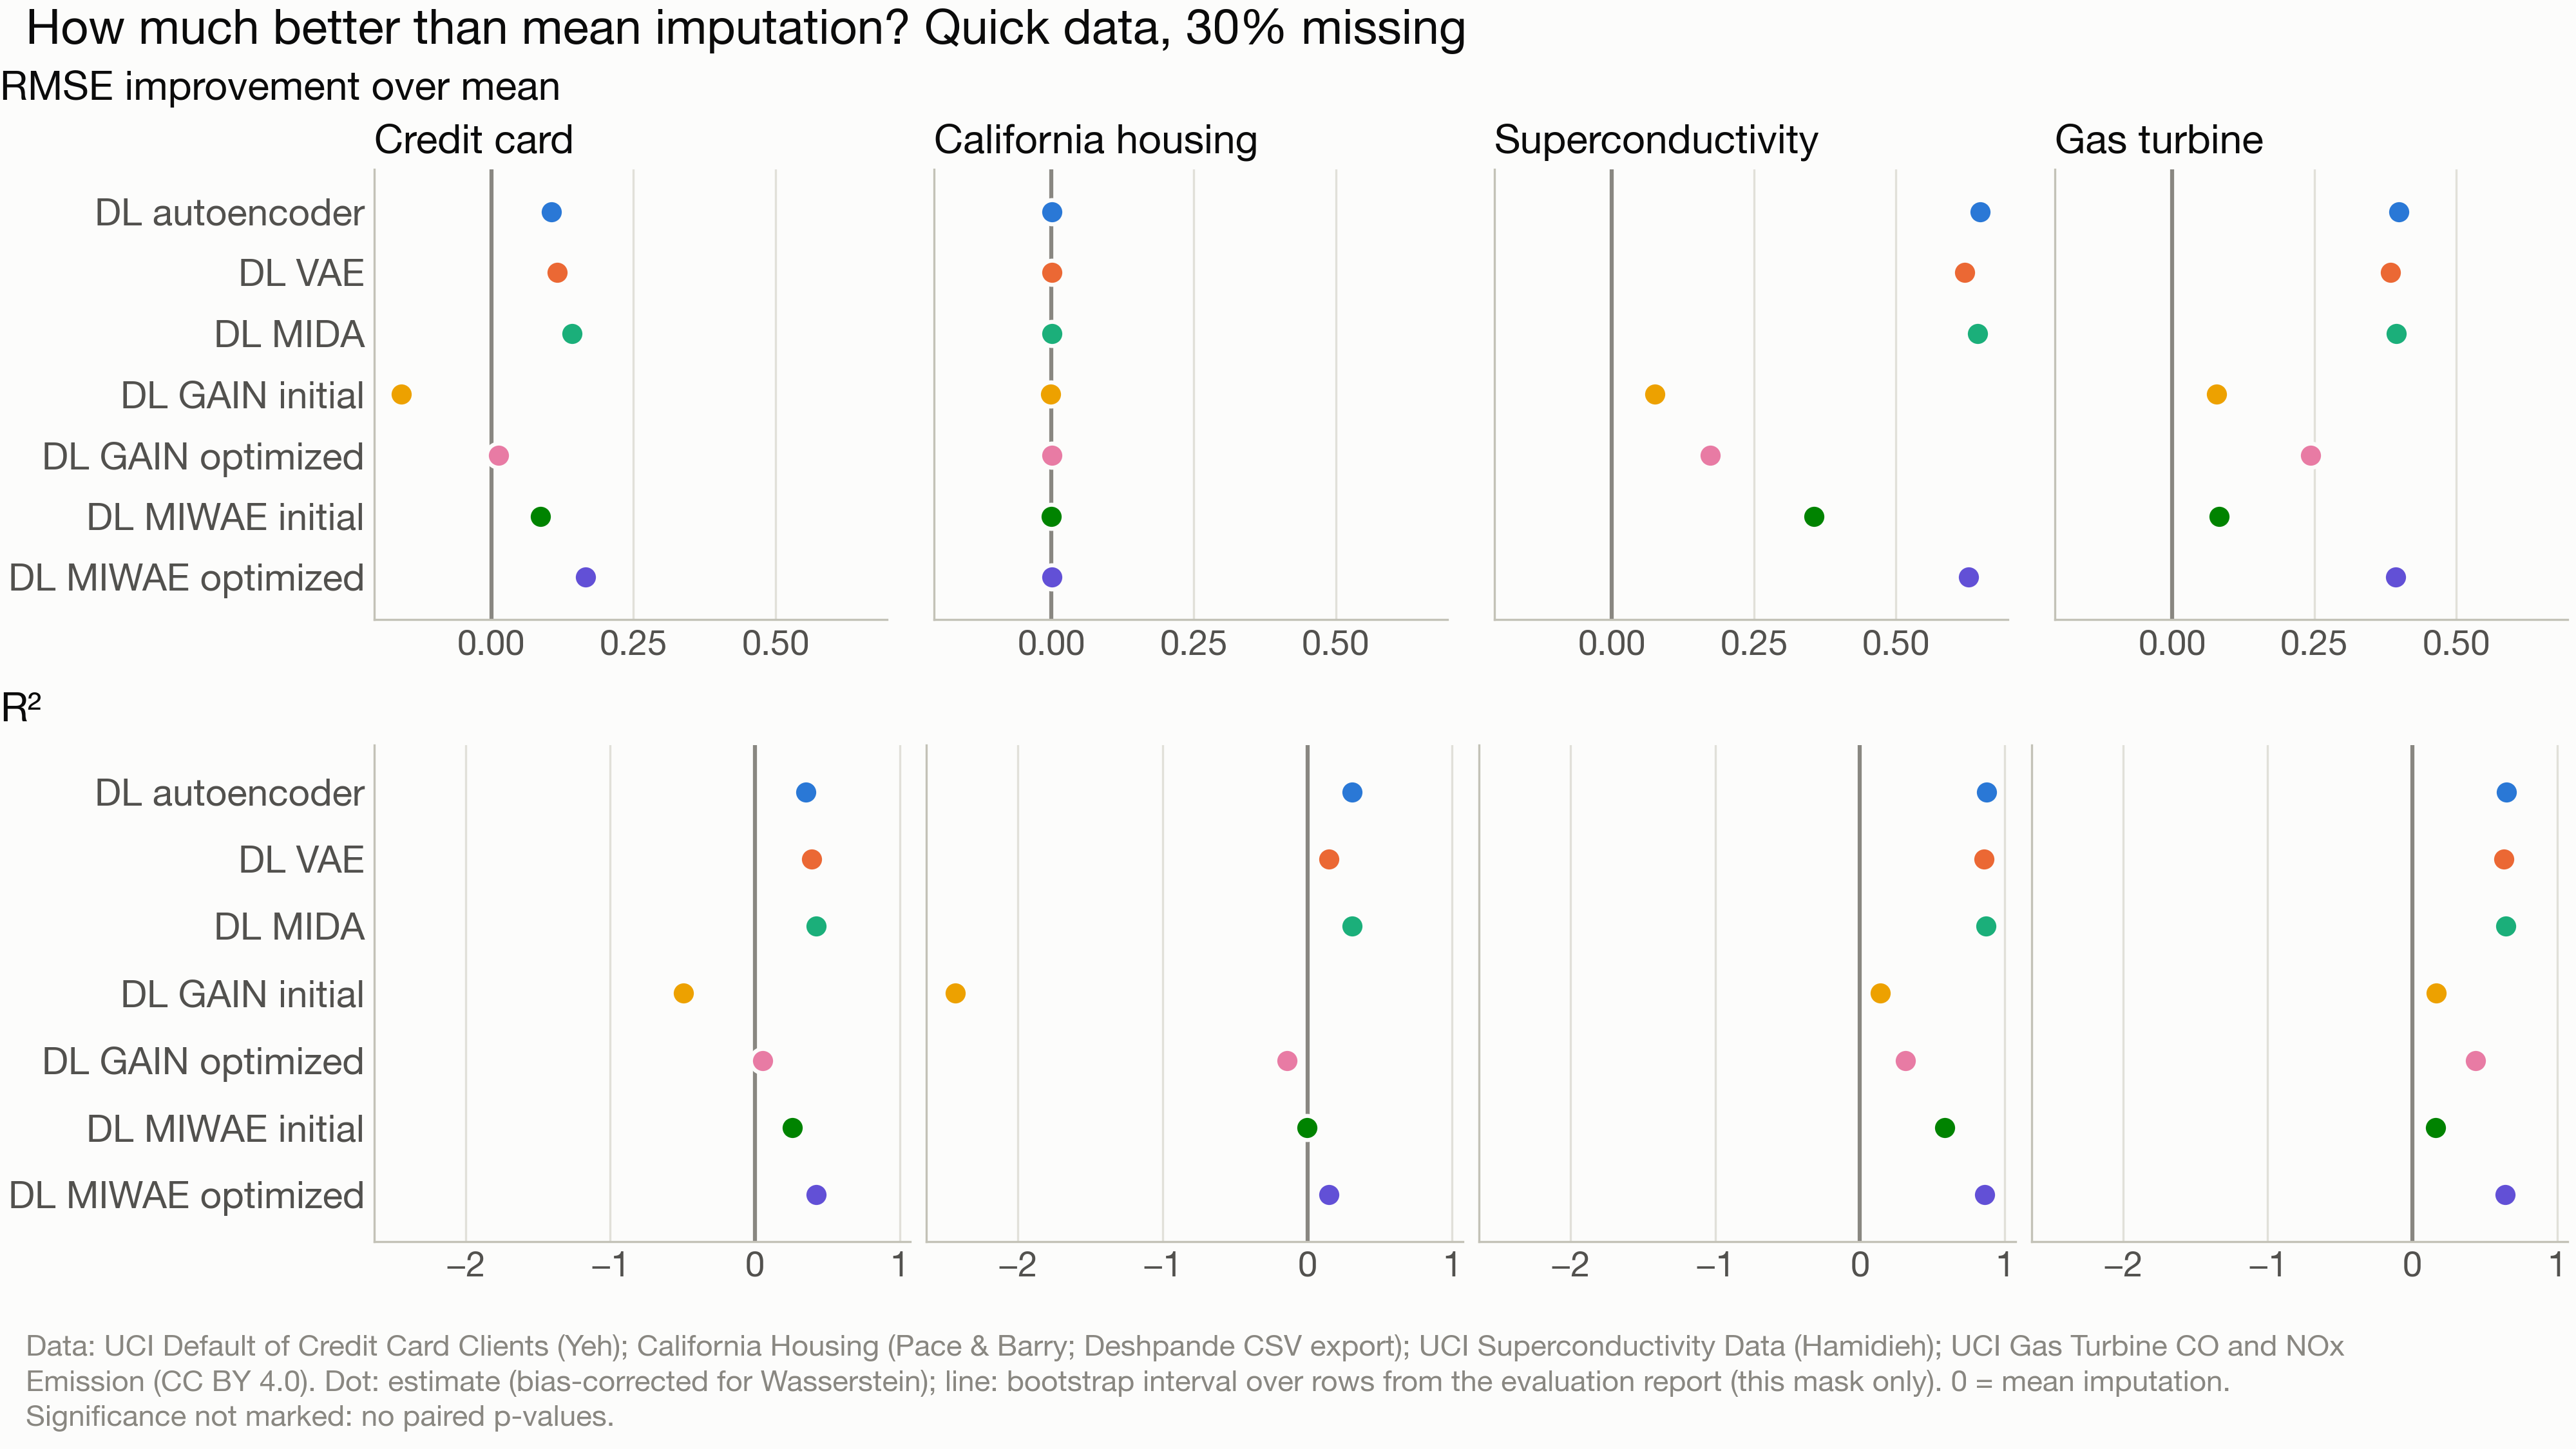 How much better than mean imputation? Quick data, 30% missing
RMSE improvement over mean
Credit card California housing Superconductivity Gas turbine
DL autoencoder
DL VAE
DL MIDA
DL GAIN initial
DL GAIN optimized
DL MIWAE initial
DL MIWAE optimized
0.00 0.25 0.50 0.00 0.25 0.50 0.00 0.25 0.50 0.00 0.25 0.50
R²
DL autoencoder
DL VAE
DL MIDA
DL GAIN initial
DL GAIN optimized
DL MIWAE initial
DL MIWAE optimized
−2 −1 0 1 −2 −1 0 1 −2 −1 0 1 −2 −1 0 1
Data: UCI Default of Credit Card Clients (Yeh); California Housing (Pace & Barry; Deshpande CSV export); UCI Superconductivity Data (Hamidieh); UCI Gas Turbine CO and NOx
Emission (CC BY 4.0). Dot: estimate (bias-corrected for Wasserstein); line: bootstrap interval over rows from the evaluation report (this mask only). 0 = mean imputation.
Significance not marked: no paired p-values.